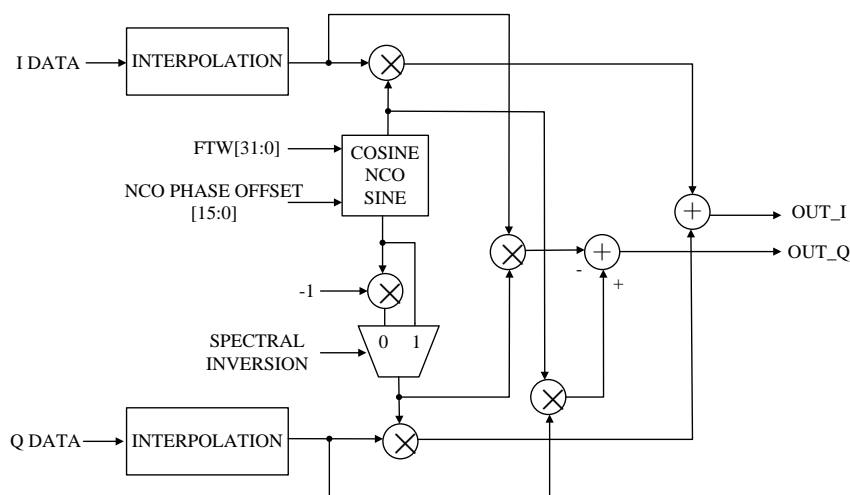 I DATA
INTERPOLATION
FTW[31:0]
COSINE
NCO
SINE
NCO PHASE OFFSET
[15:0]
OUT_I
OUT_Q
-
+
+
+
-1
0 1
SPECTRAL
INVERSION
Q DATA
INTERPOLATION